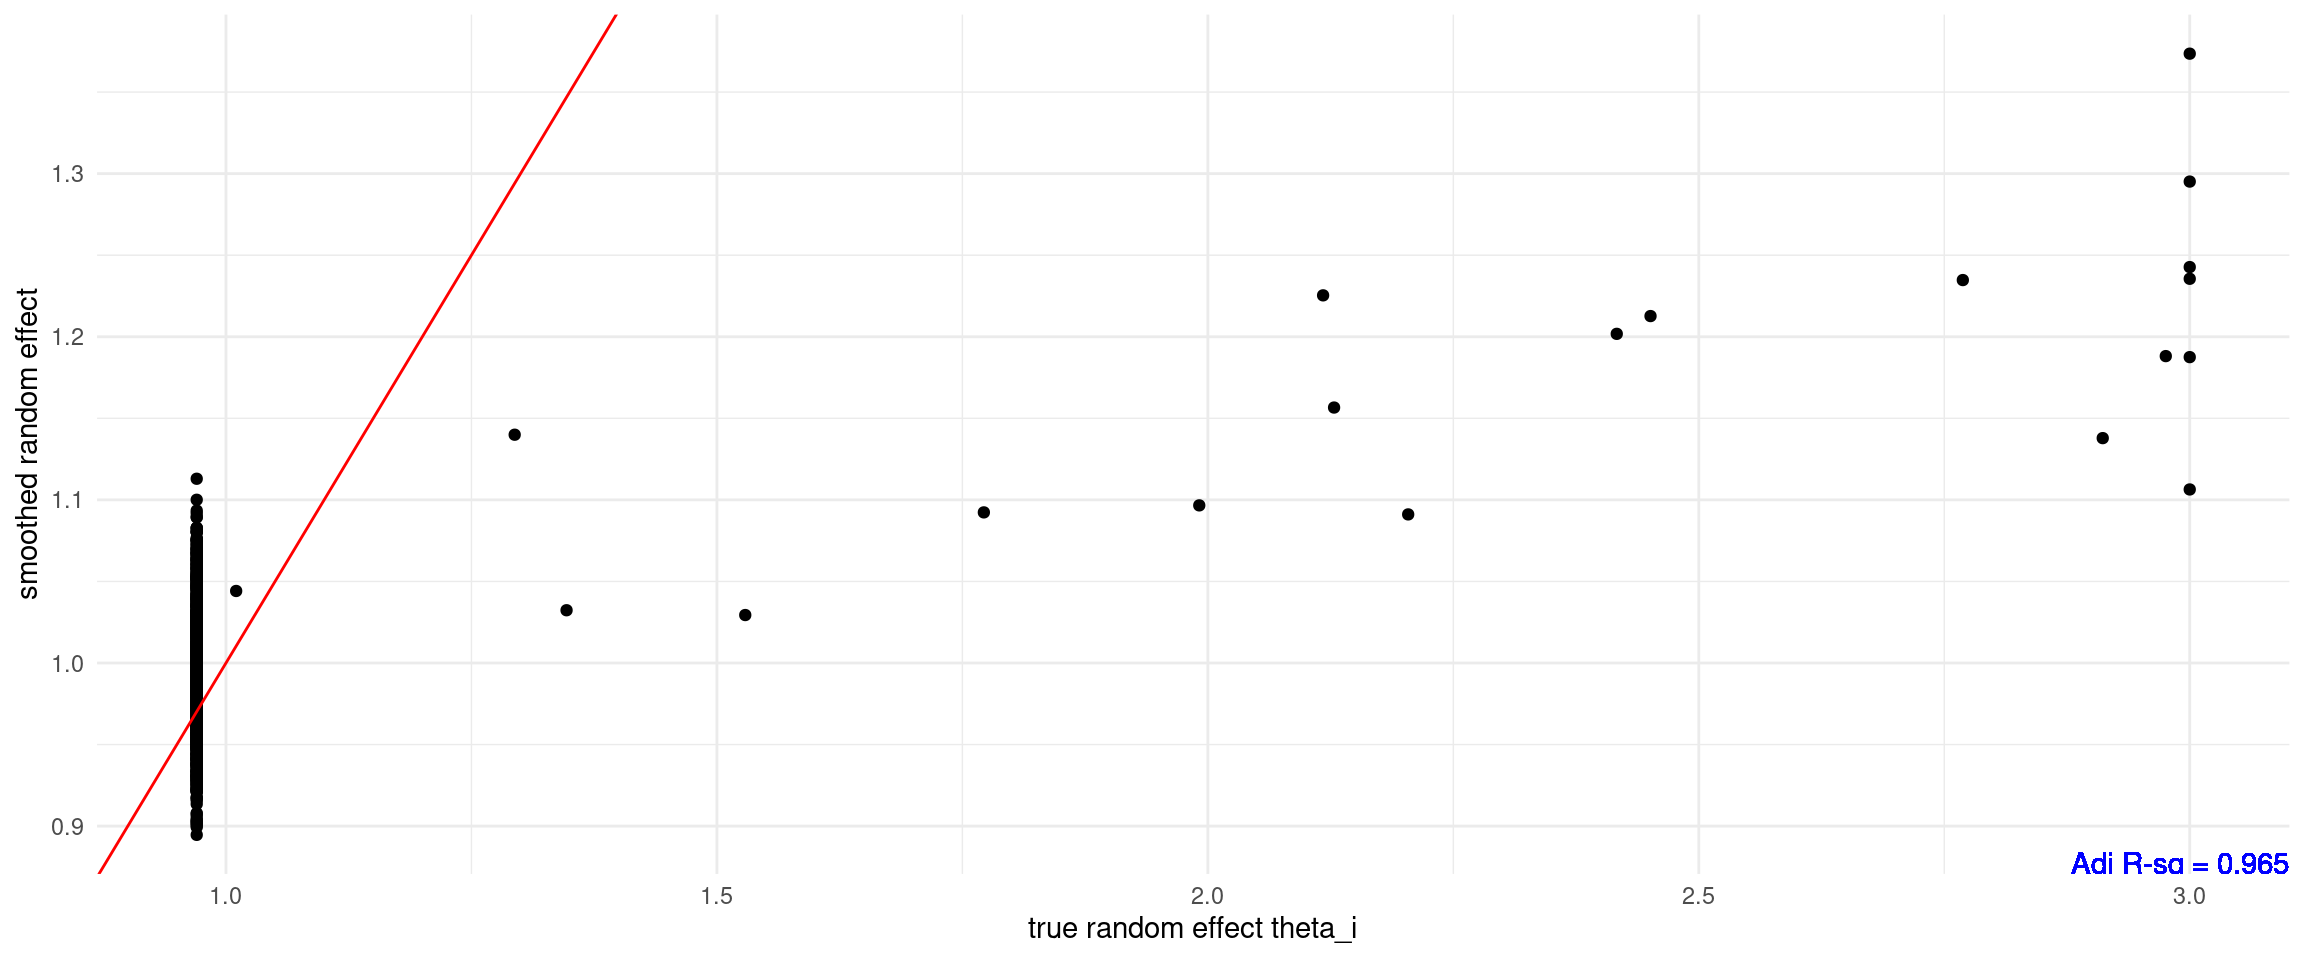 smoothed random effect
1.3
1.2
1.1
1.0
0.9
Adj R-sq = 0.965
1.0 1.5 2.0 2.5 3.0
true random effect theta_i